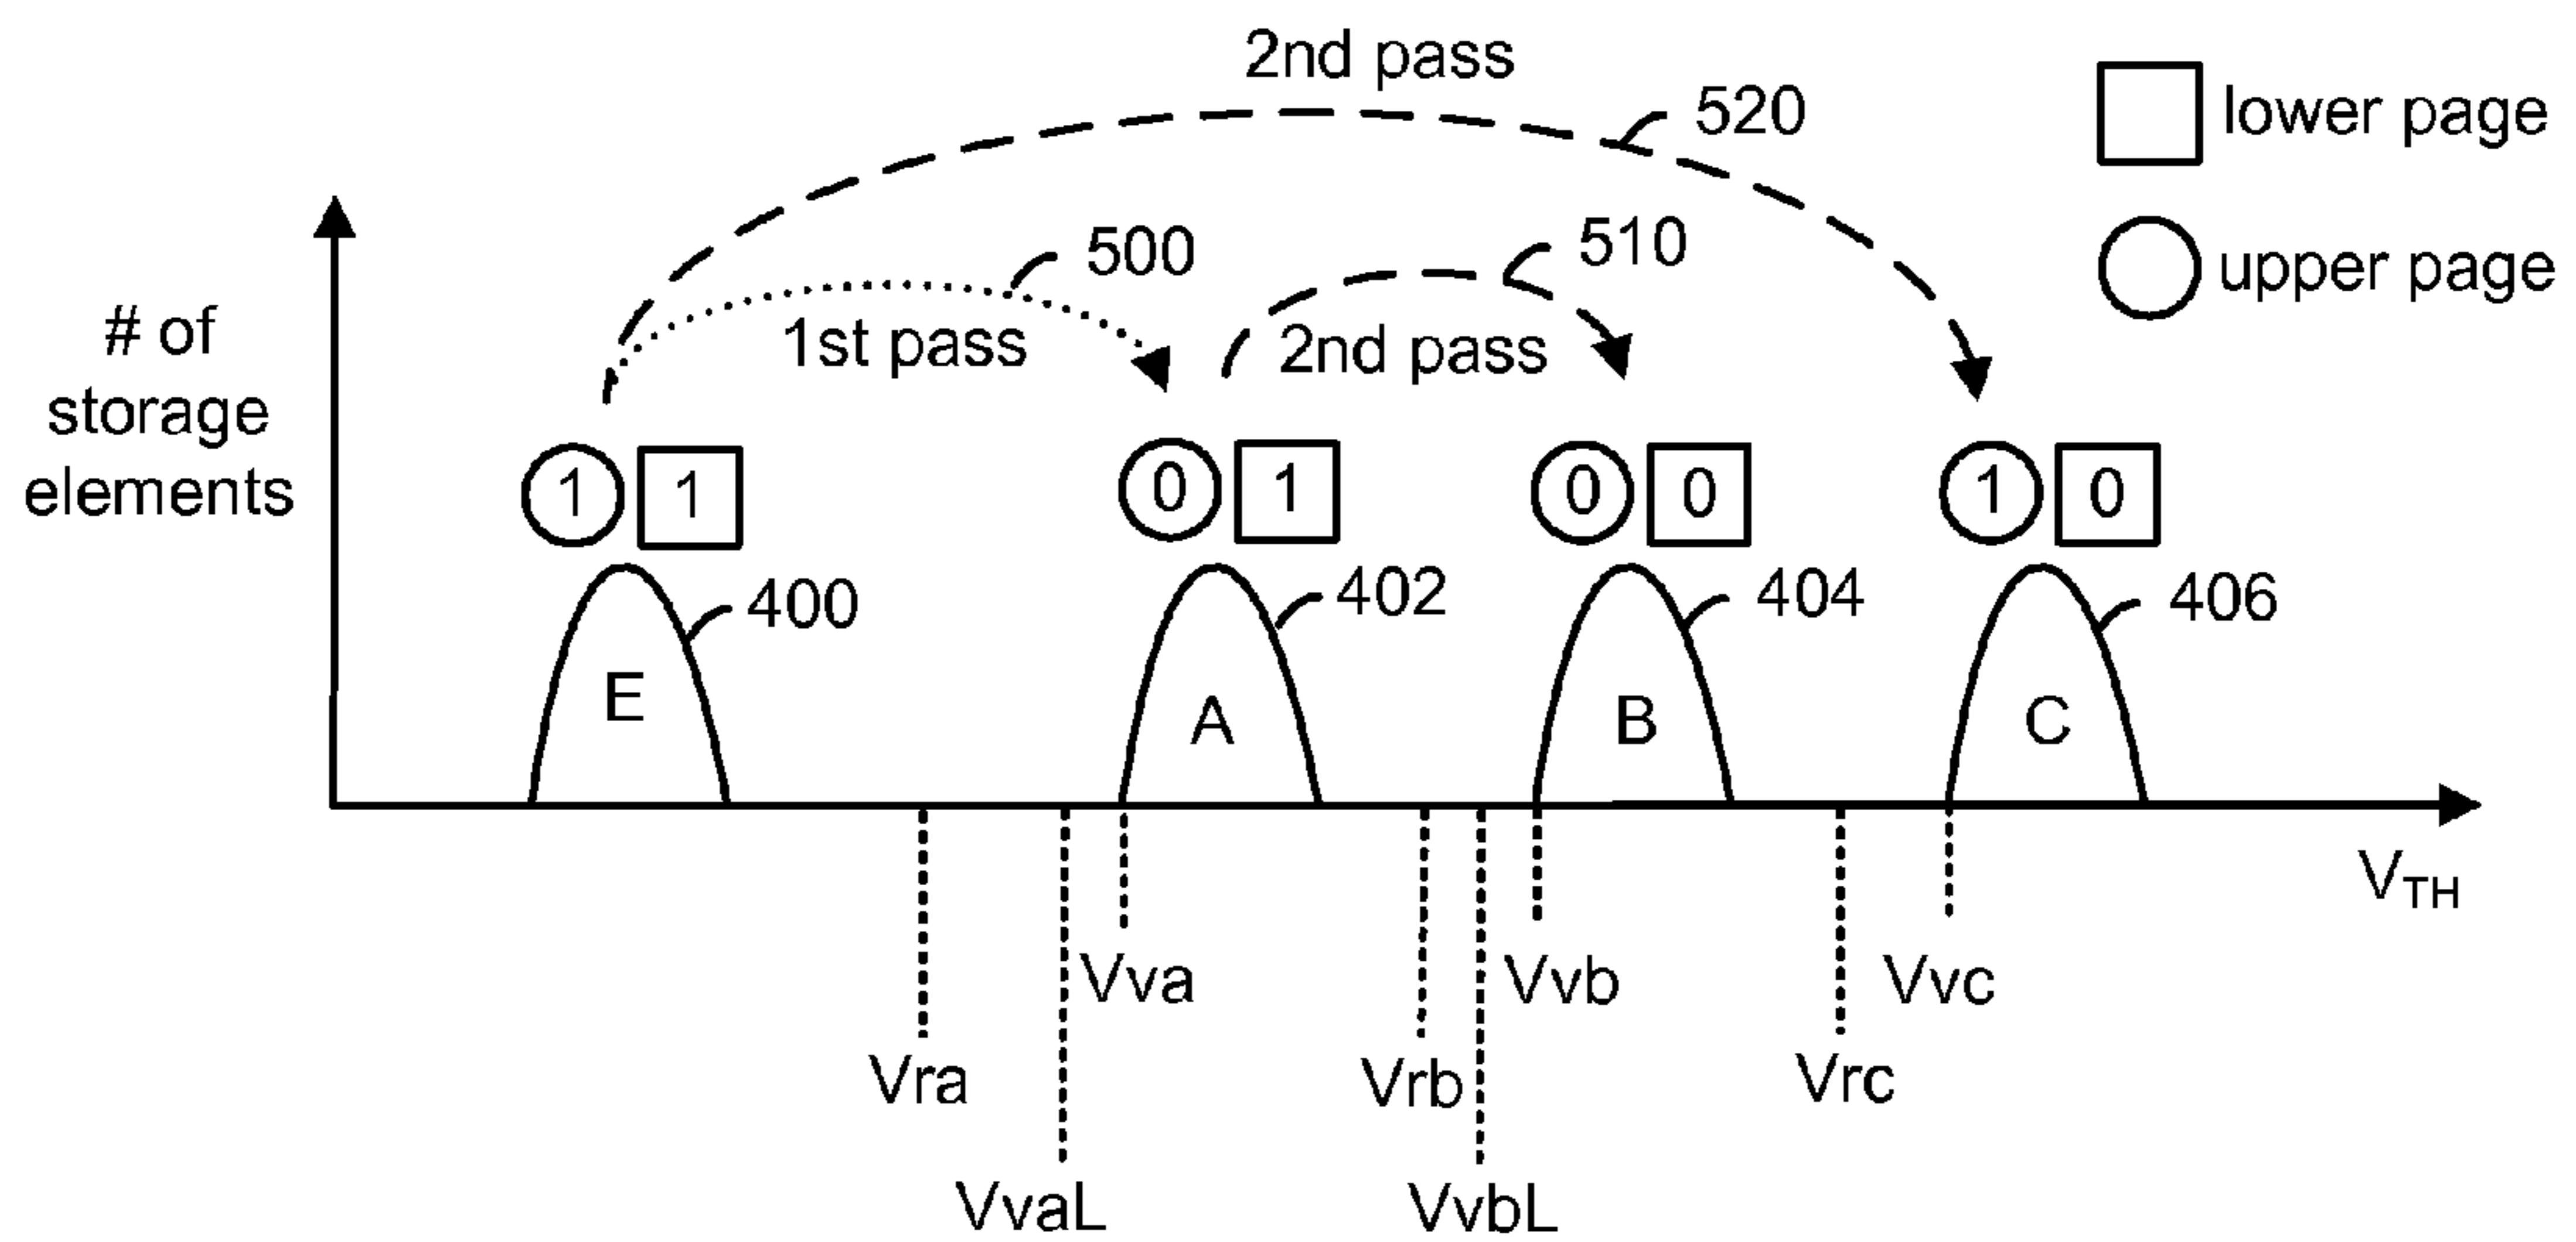 2nd pass
520
lower page
upper page
500
510
1st pass
2nd pass
# of
storage
elements
1 1
0 1
0 0
1 0
400
402
404
406
E
A
B
C
VTH
Vva
Vvb
Vvc
Vra
Vrb
Vrc
VvaL
VvbL